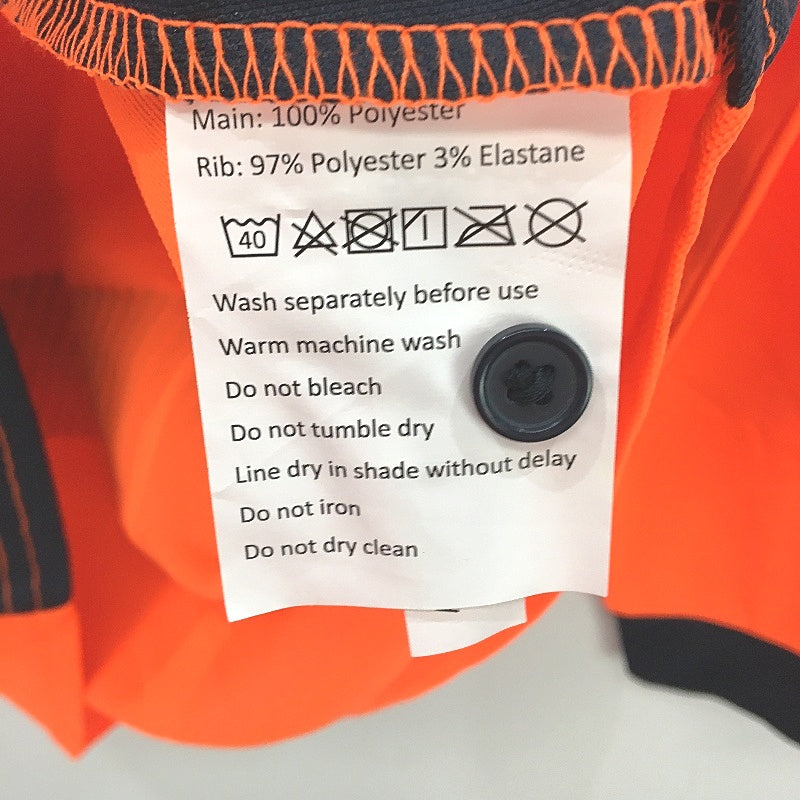 Main: 100% Polyester
Rib: 97% Polyester 3% Elastane
40
Wash separately before use
Warm machine wash
Do not bleach
Do not tumble dry
Line dry in shade without delay
Do not iron
Do not dry clean